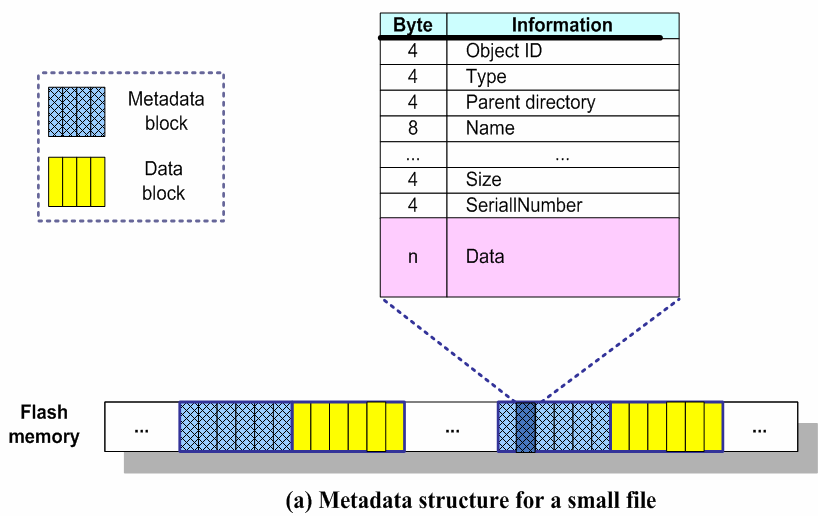 Byte Information
4 Object ID
4 Type
4 Parent directory
8 Name
... ...
4 Size
4 SeriallNumber
n Data
Metadata
block
Data
block
Flash
memory
... ... ...
(a) Metadata structure for a small file